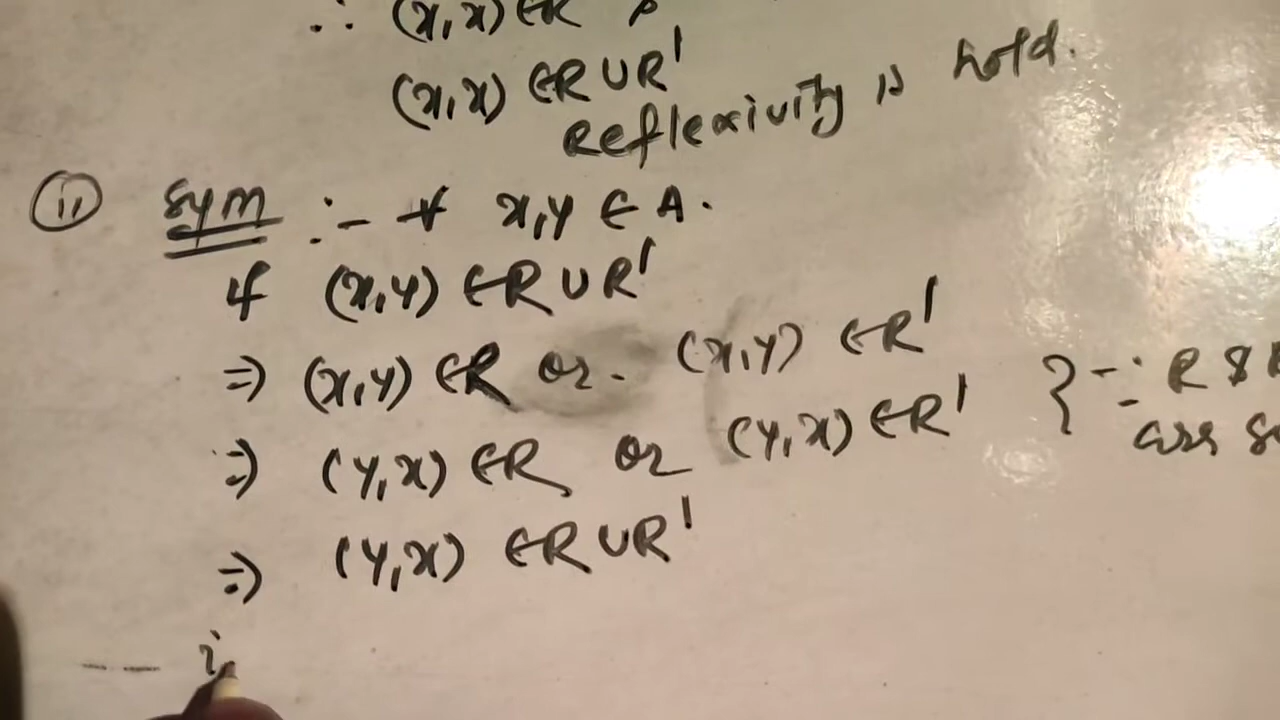 ∴ (x,x) ∈ R
(x,x) ∈ R ∪ R'
Reflexivity is hold.
(ii) Sym :- ∀ x,y ∈ A.
if (x,y) ∈ R ∪ R'
⇒ (x,y) ∈ R or (x,y) ∈ R'
⇒ (y,x) ∈ R or (y,x) ∈ R' } ∵ R &
are
⇒ (y,x) ∈ R ∪ R'